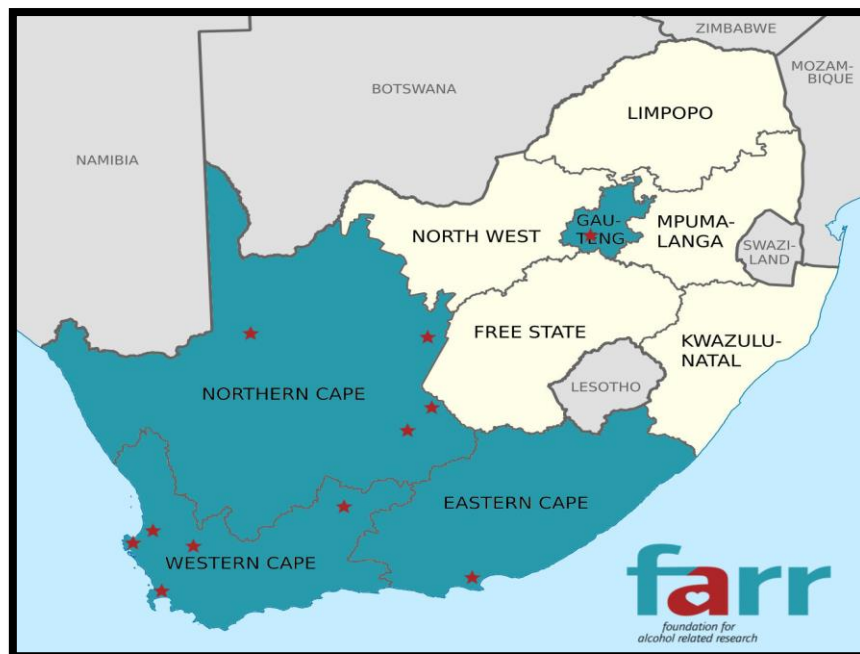 ZIMBABWE
MOZAM-
BIQUE
BOTSWANA
LIMPOPO
NAMIBIA
GAU-
TENG
NORTH WEST
MPUMA-
LANGA
SWAZI-
LAND
FREE STATE
KWAZULU-
NATAL
LESOTHO
NORTHERN CAPE
EASTERN CAPE
WESTERN CAPE
farr
foundation for
alcohol related research